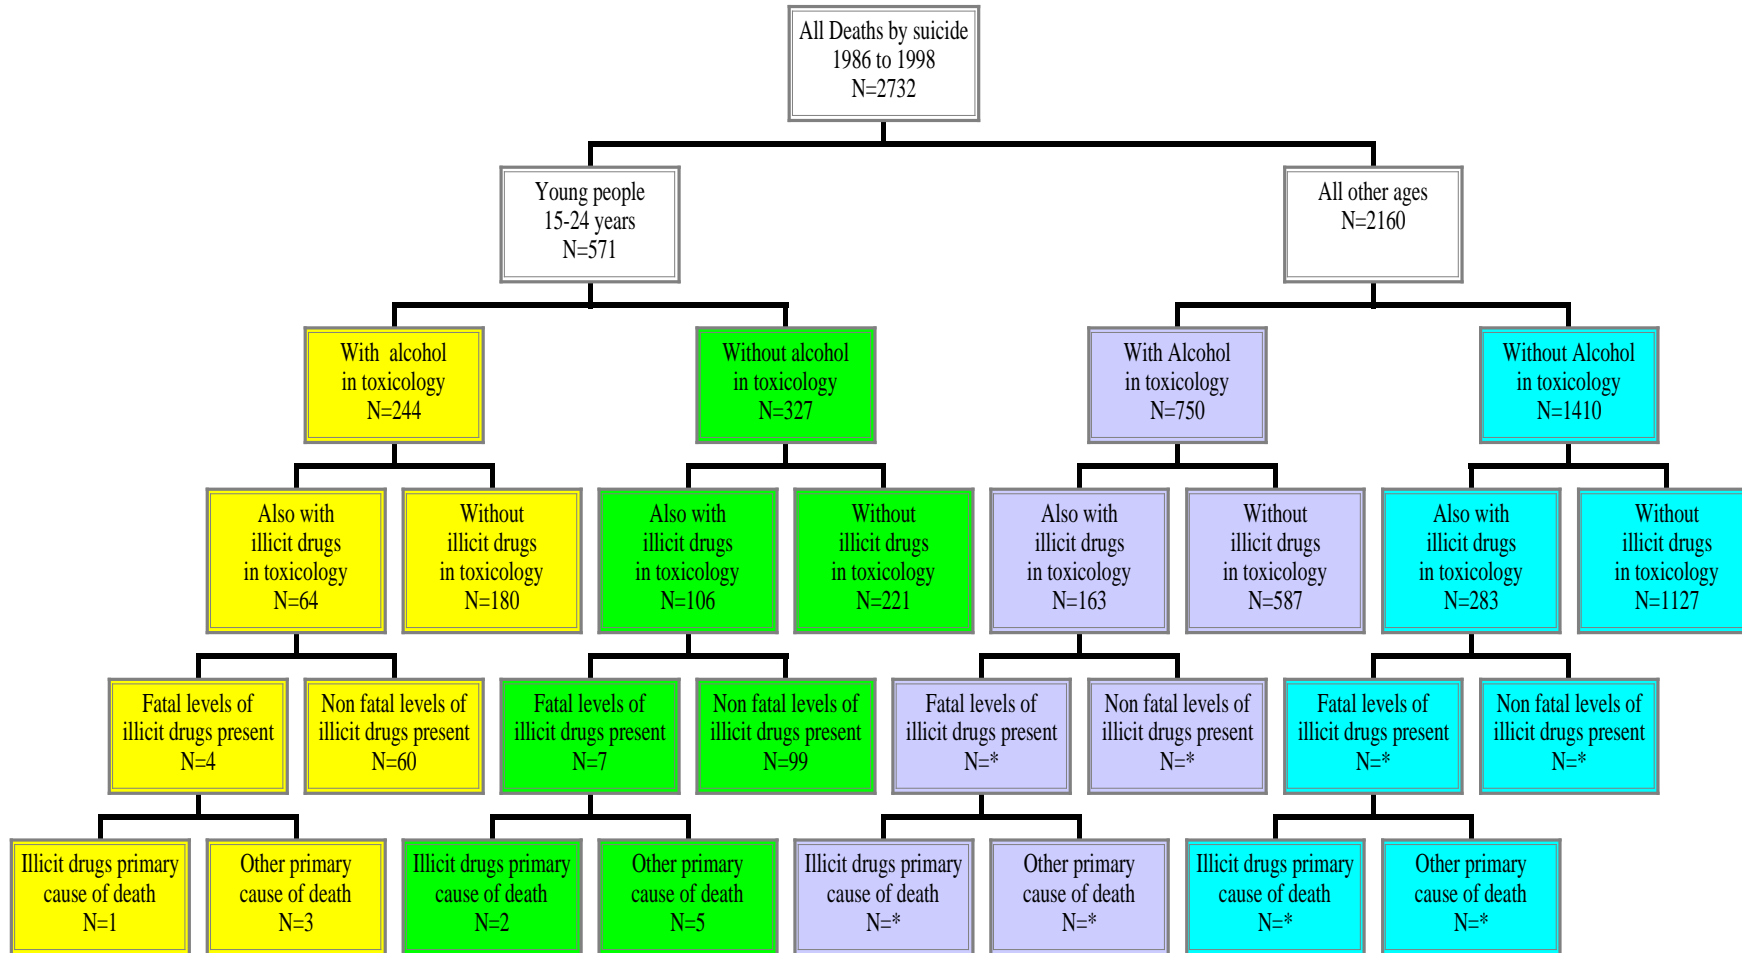 All Deaths by suicide
1986 to 1998
N=2732
Young people
15-24 years
N=571
All other ages
N=2160
With alcohol
in toxicology
N=244
Without alcohol
in toxicology
N=327
With Alcohol
in toxicology
N=750
Without Alcohol
in toxicology
N=1410
Also with
illicit drugs
in toxicology
N=64
Without
illicit drugs
in toxicology
N=180
Also with
illicit drugs
in toxicology
N=106
Without
illicit drugs
in toxicology
N=221
Also with
illicit drugs
in toxicology
N=163
Without
illicit drugs
in toxicology
N=587
Also with
illicit drugs
in toxicology
N=283
Without
illicit drugs
in toxicology
N=1127
Fatal levels of
illicit drugs present
N=4
Non fatal levels of
illicit drugs present
N=60
Fatal levels of
illicit drugs present
N=7
Non fatal levels of
illicit drugs present
N=99
Fatal levels of
illicit drugs present
N=*
Non fatal levels of
illicit drugs present
N=*
Fatal levels of
illicit drugs present
N=*
Non fatal levels of
illicit drugs present
N=*
Illicit drugs primary
cause of death
N=1
Other primary
cause of death
N=3
Illicit drugs primary
cause of death
N=2
Other primary
cause of death
N=5
Illicit drugs primary
cause of death
N=*
Other primary
cause of death
N=*
Illicit drugs primary
cause of death
N=*
Other primary
cause of death
N=*